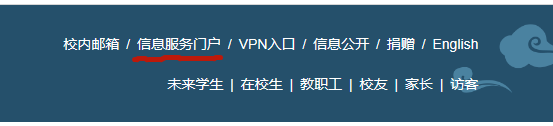 校内邮箱 / 信息服务门户 / VPN入口 / 信息公开 / 捐赠 / English
未来学生 | 在校生 | 教职工 | 校友 | 家长 | 访客